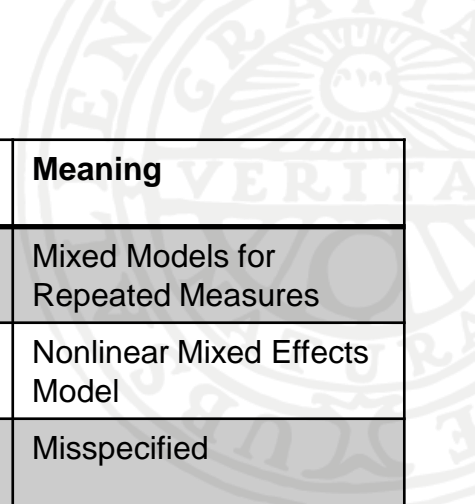 Meaning
Mixed Models for
Repeated Measures
Nonlinear Mixed Effects
Model
Misspecified